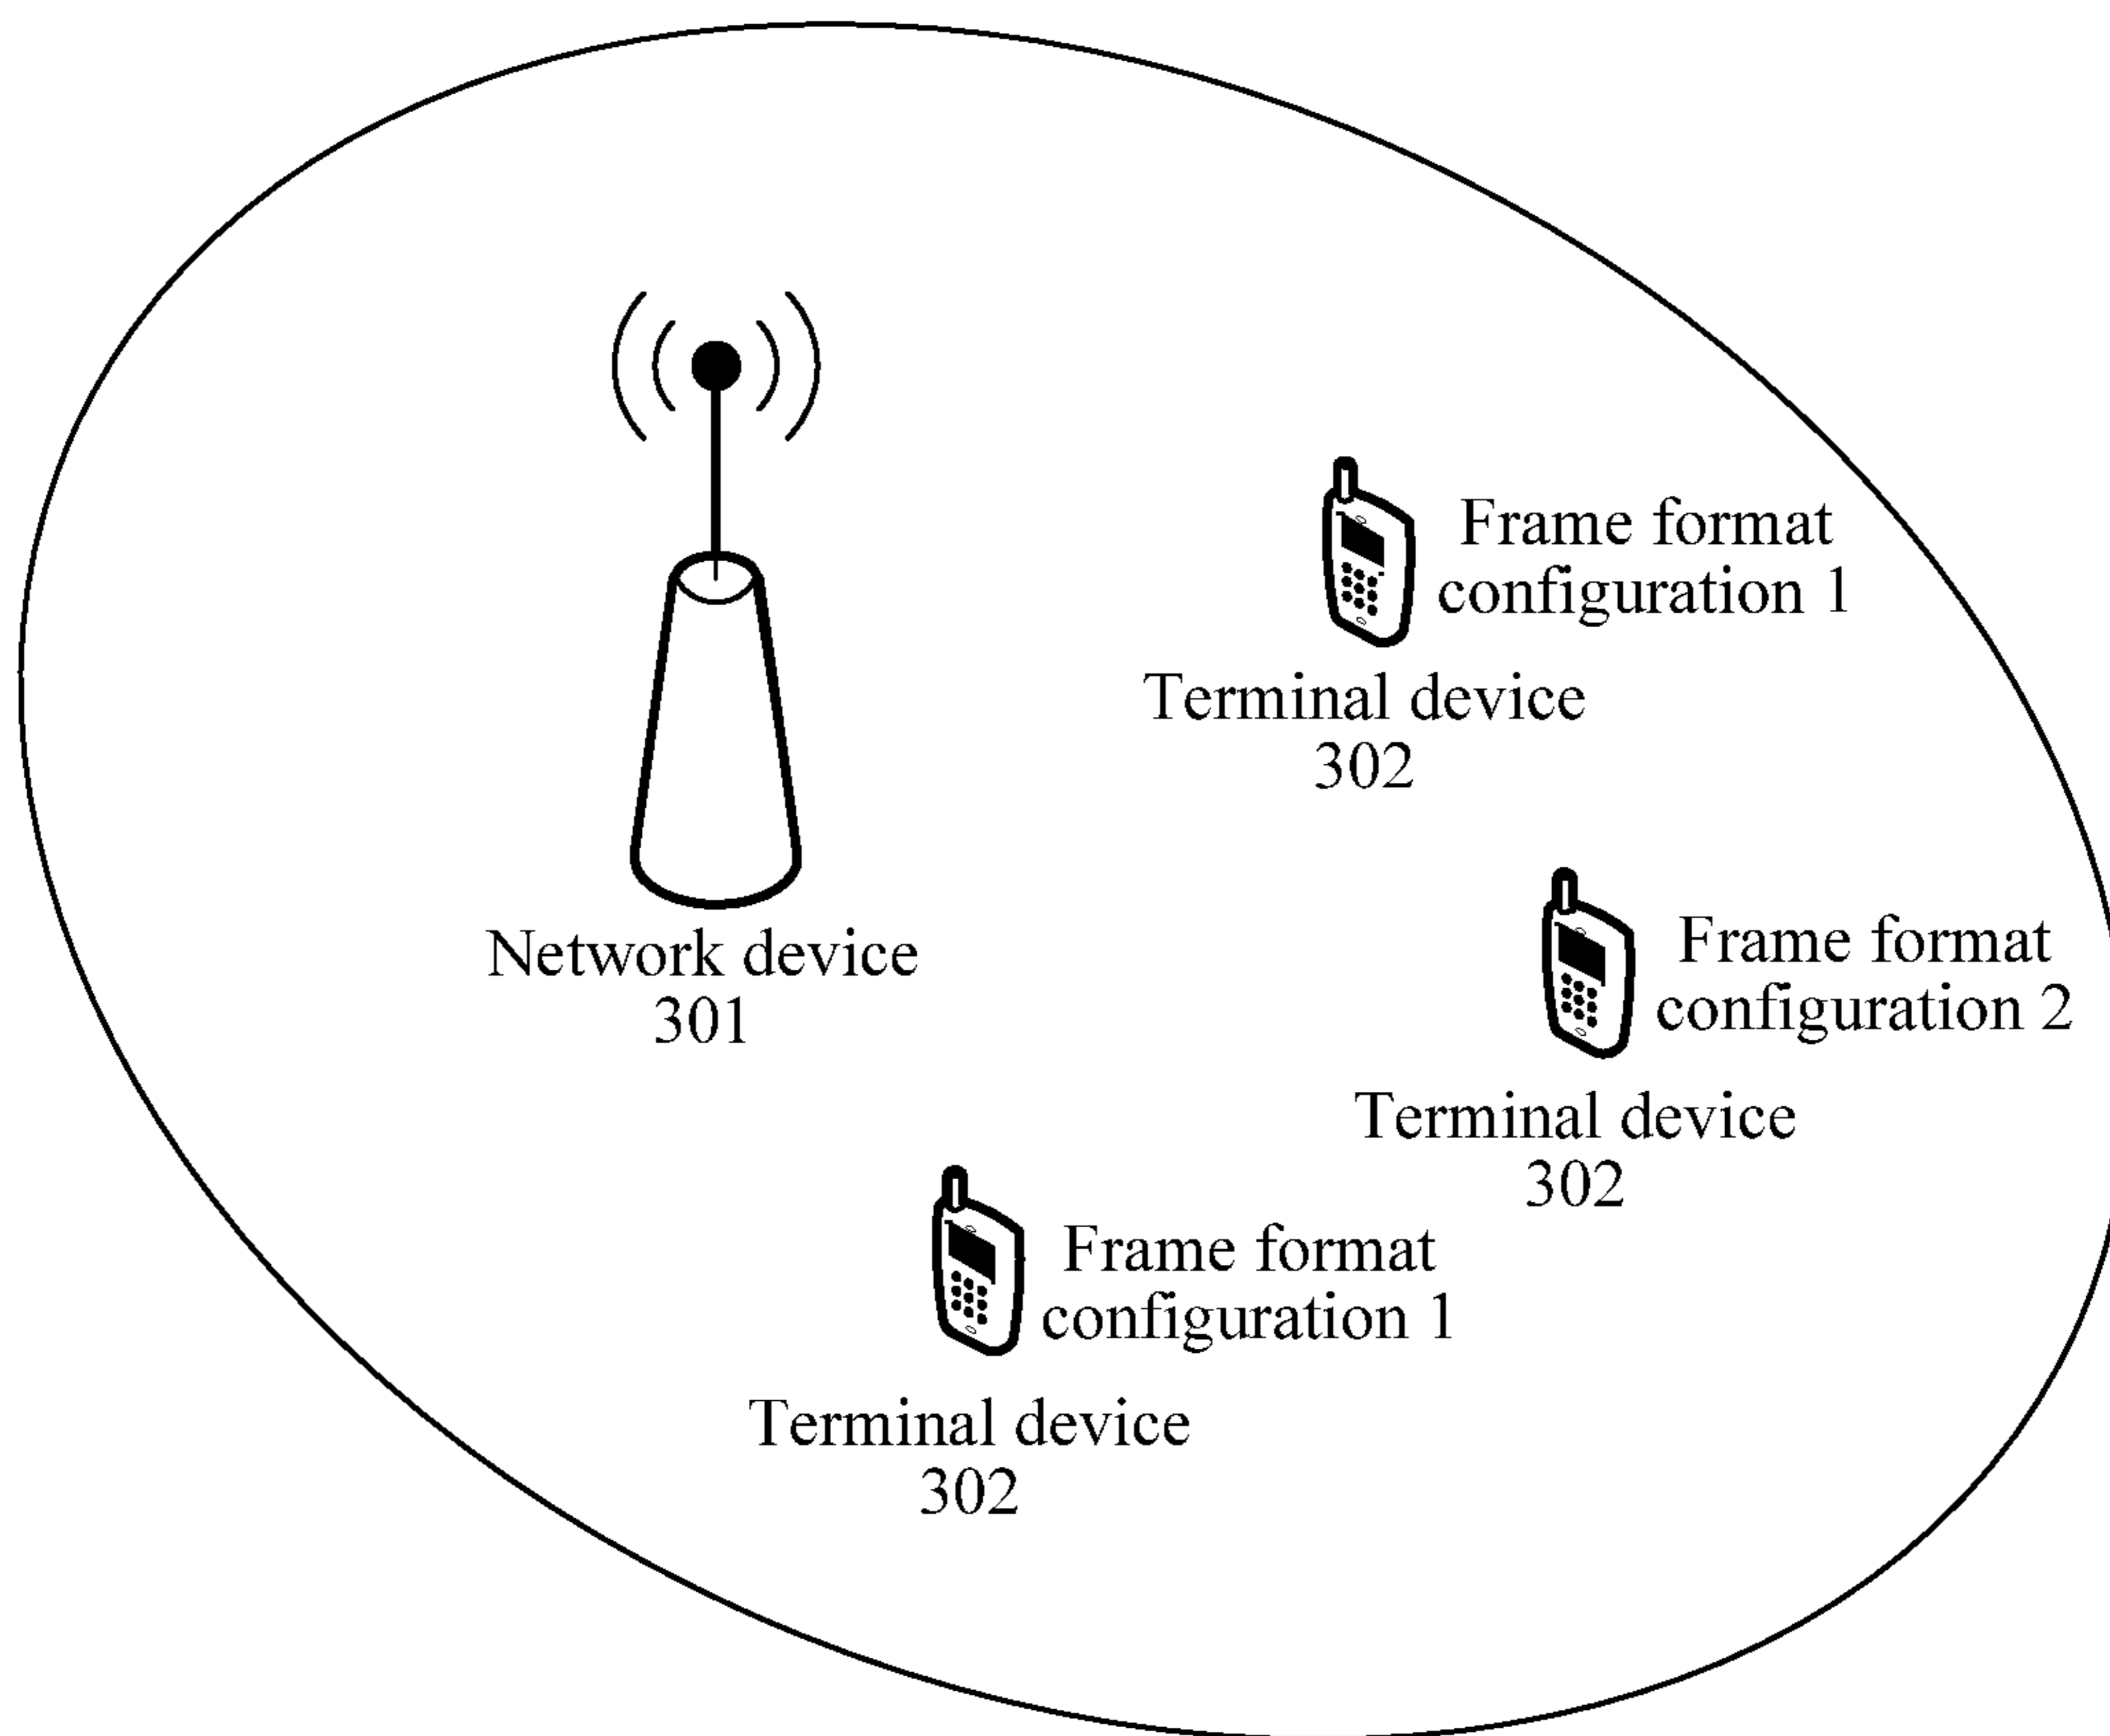 Frame format
configuration 1
Terminal device
302
Network device
301
Frame format
configuration 2
Terminal device
302
Frame format
configuration 1
Terminal device
302